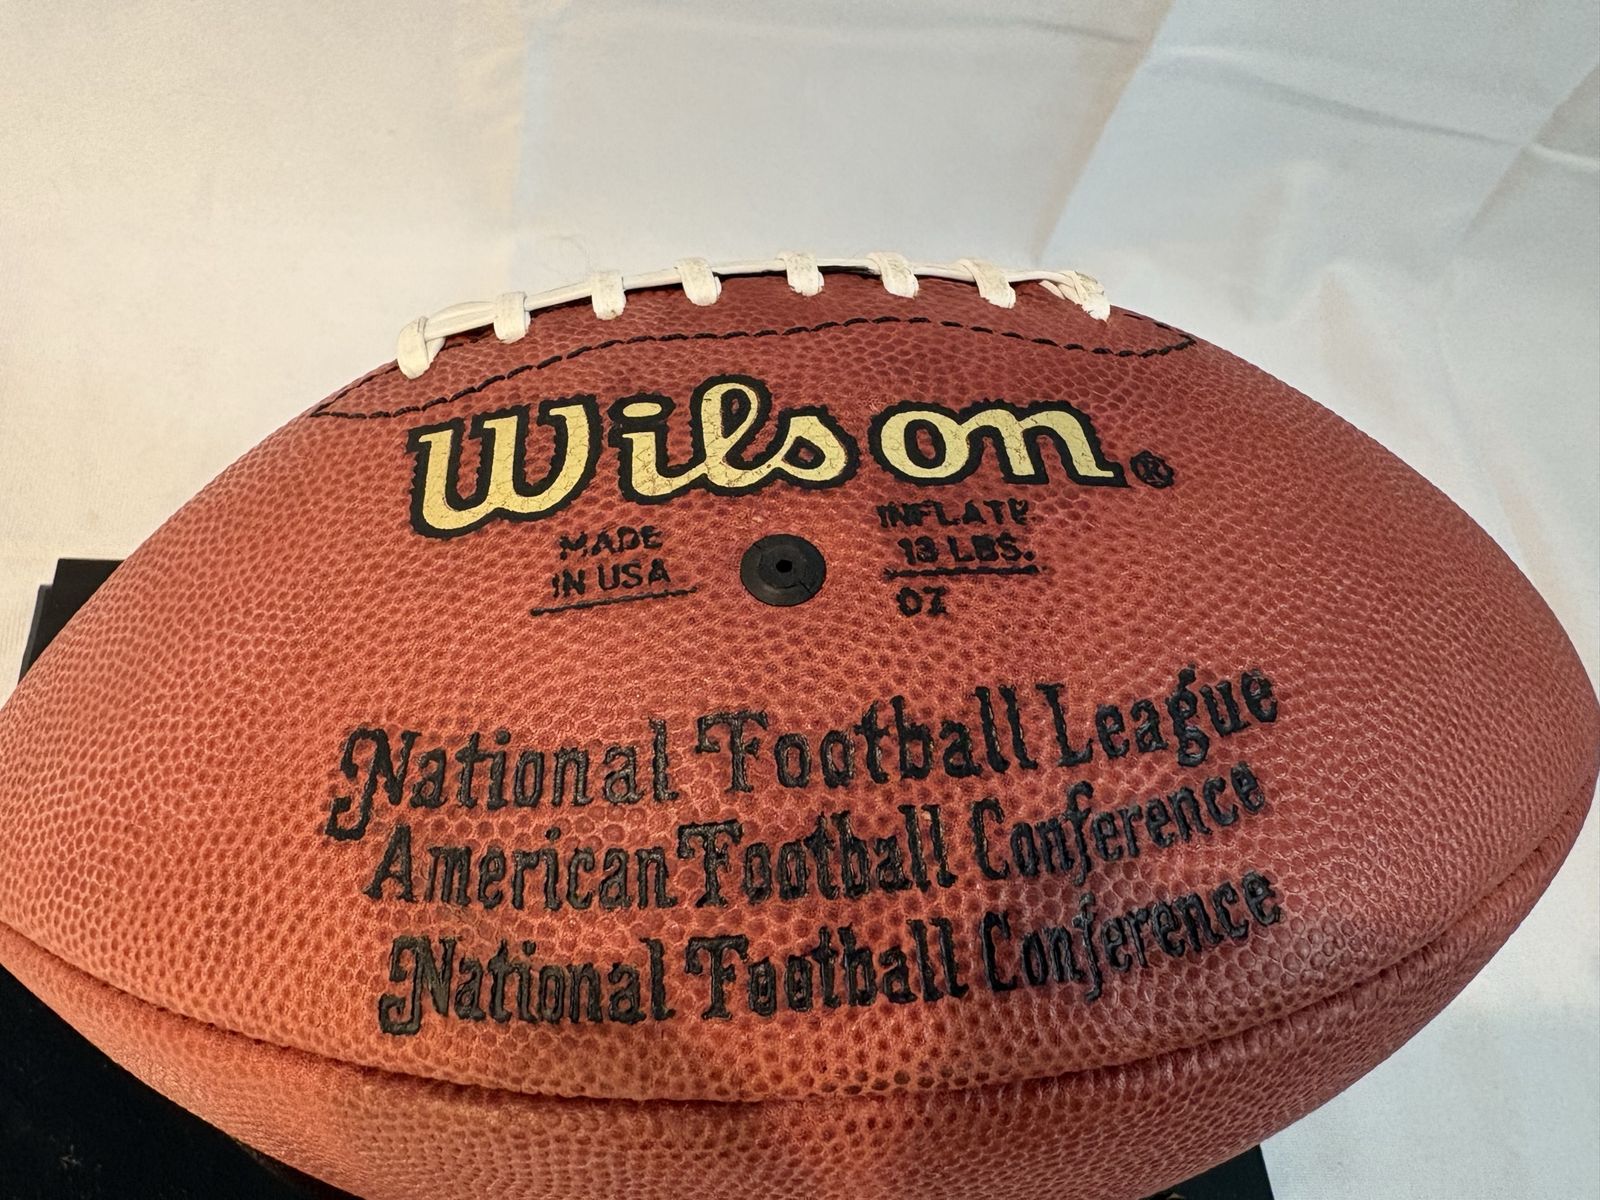 Wilson®
MADE
IN USA
INFLATE
13 LBS.
OZ
National Football League
American Football Conference
National Football Conference